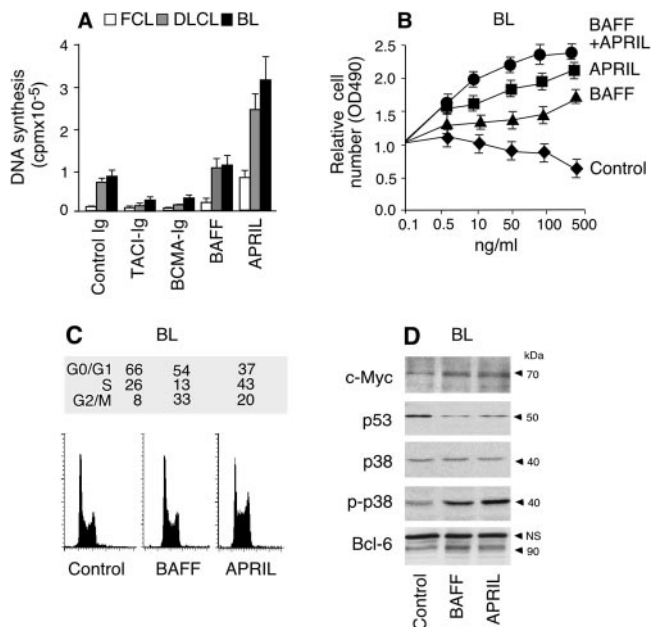 A
FCL DLCL BL
DNA synthesis
(cpmx10-5)
4
3
2
1
0
Control Ig
TACI-Ig
BCMA-Ig
BAFF
APRIL
B
BL
Relative cell
number (OD490)
2.5
2.0
1.5
1.0
0.5
0.0
0.1 0.5 10 50 100 500
ng/ml
BAFF
+APRIL
APRIL
BAFF
Control
C
BL
G0/G1 66 54 37
S 26 13 43
G2/M 8 33 20
Control BAFF APRIL
D
BL
kDa
c-Myc 70
p53 50
p38 40
p-p38 40
Bcl-6 NS
90
Control
BAFF
APRIL